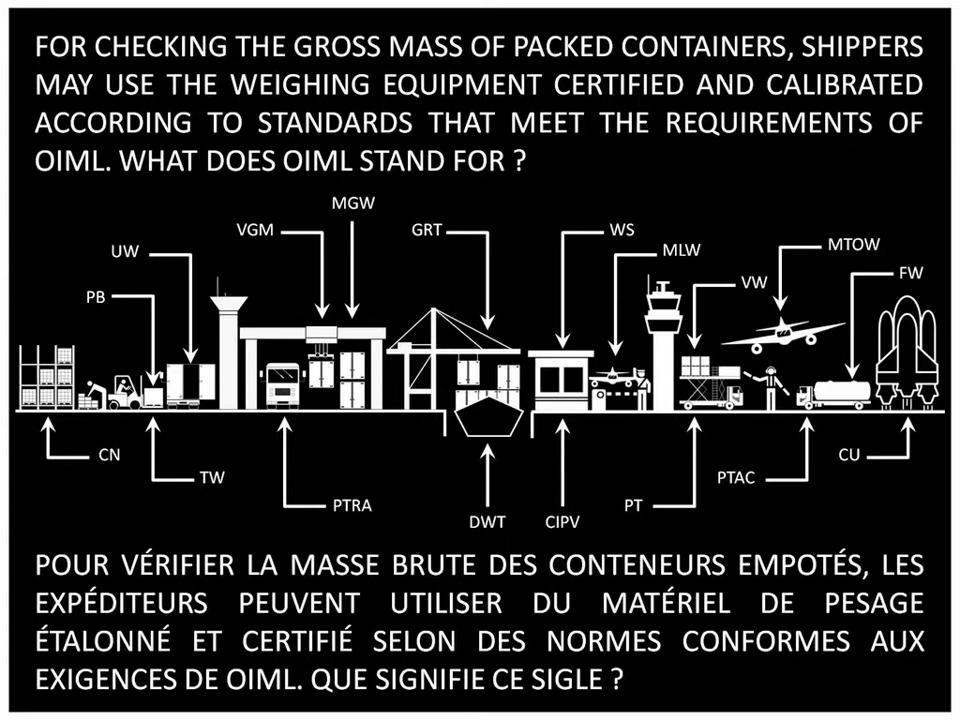 FOR CHECKING THE GROSS MASS OF PACKED CONTAINERS, SHIPPERS
MAY USE THE WEIGHING EQUIPMENT CERTIFIED AND CALIBRATED
ACCORDING TO STANDARDS THAT MEET THE REQUIREMENTS OF
OIML. WHAT DOES OIML STAND FOR ?
MGW
VGM
GRT
WS
UW
MLW
MTOW
PB
VW
FW
CN
TW
PTRA
DWT
CIPV
PT
PTAC
CU
POUR VÉRIFIER LA MASSE BRUTE DES CONTENEURS EMPOTÉS, LES
EXPÉDITEURS PEUVENT UTILISER DU MATÉRIEL DE PESAGE
ÉTALONNÉ ET CERTIFIÉ SELON DES NORMES CONFORMES AUX
EXIGENCES DE OIML. QUE SIGNIFIE CE SIGLE ?